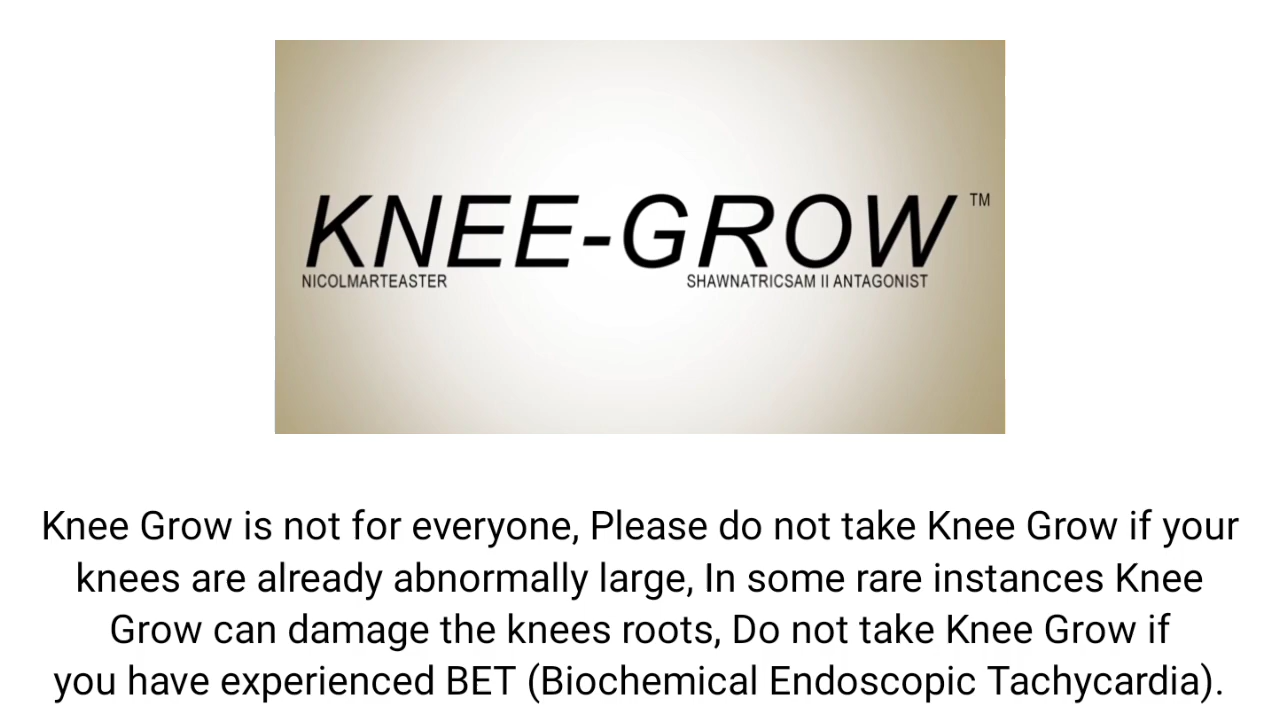 KNEE-GROW TM
NICOLMARTEASTER SHAWNATRICSAM II ANTAGONIST
Knee Grow is not for everyone, Please do not take Knee Grow if your
knees are already abnormally large, In some rare instances Knee
Grow can damage the knees roots, Do not take Knee Grow if
you have experienced BET (Biochemical Endoscopic Tachycardia).